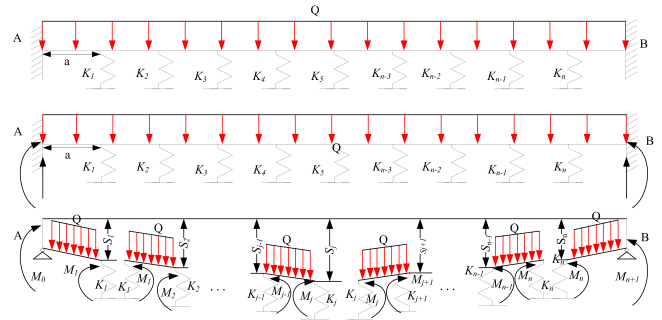 Q
A B
a
K1 K2 K3 K4 K5 Kn-3 Kn-2 Kn-1 Kn
A B
a Q
K1 K2 K3 K4 K5 Kn-3 Kn-2 Kn-1 Kn
A Q S1 Q S2 Sj-1 Q Sj Q Sj+1 Sn-1 Q Sn Q B
M0 M1 K1 K1 M1 M2 K2 ... Kj-1 Mj-1 Mj Kj Kj Mj Mj+1 Kj+1 ... Kn-1 Mn-1 Mn Kn Kn Mn Mn+1